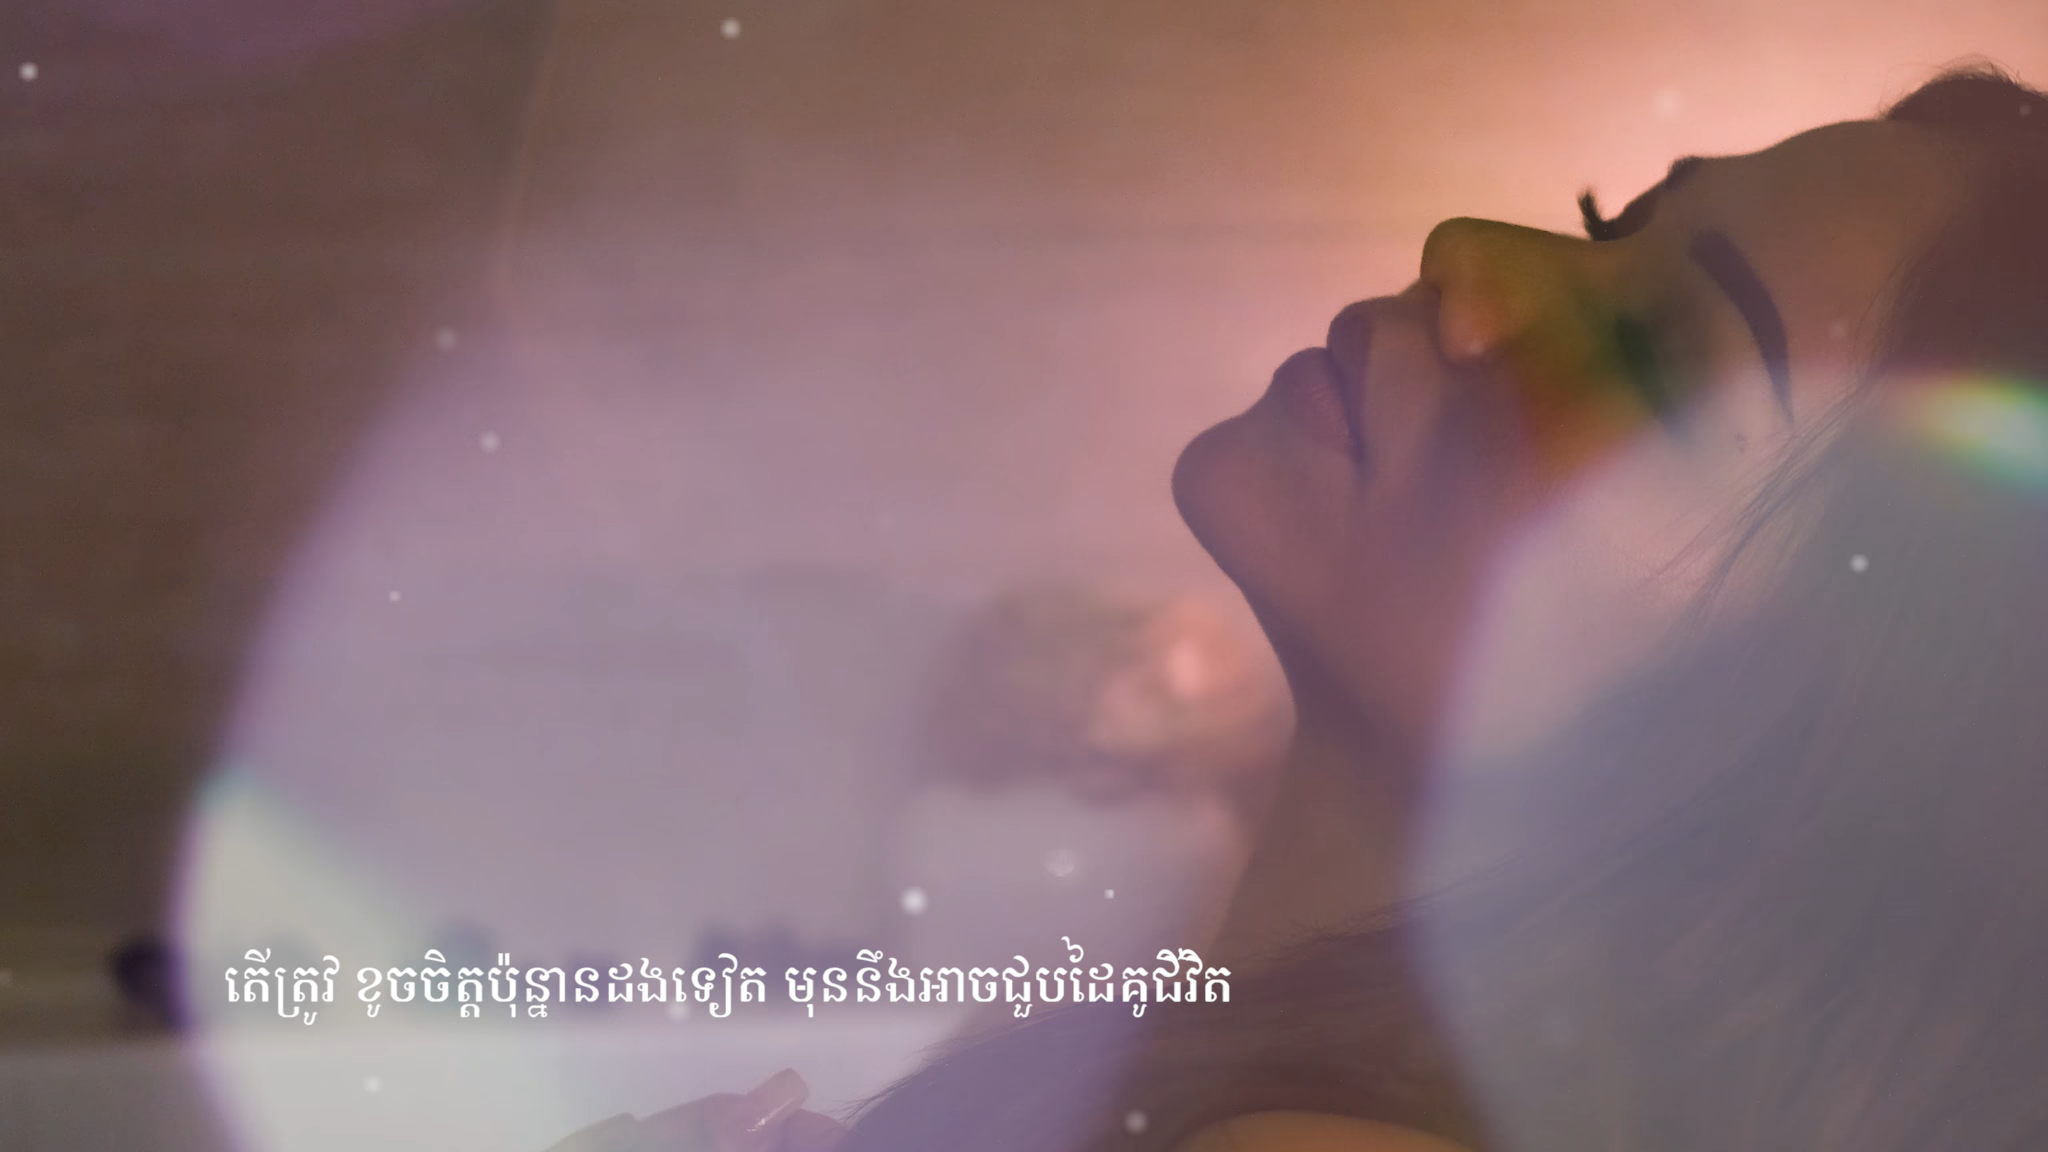 តើត្រូវ ខូចចិត្តប៉ុន្មានដងទៀត មុននឹងអាចជួបដៃគូជីវិត